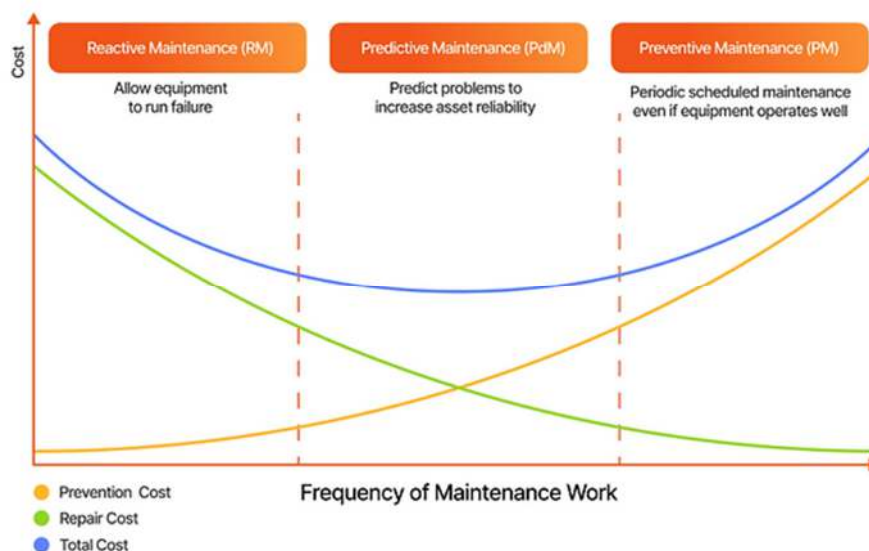 Cost
Reactive Maintenance (RM)
Allow equipment
to run failure
Predictive Maintenance (PdM)
Predict problems to
increase asset reliability
Preventive Maintenance (PM)
Periodic scheduled maintenance
even if equipment operates well
Frequency of Maintenance Work
Prevention Cost
Repair Cost
Total Cost